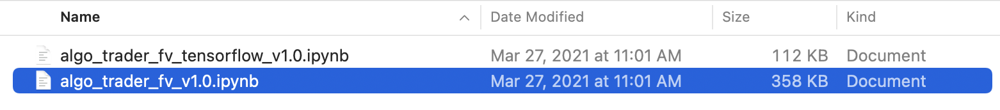 Name Date Modified Size Kind
algo_trader_fv_tensorflow_v1.0.ipynb Mar 27, 2021 at 11:01 AM 112 KB Document
algo_trader_fv_v1.0.ipynb Mar 27, 2021 at 11:01 AM 358 KB Document